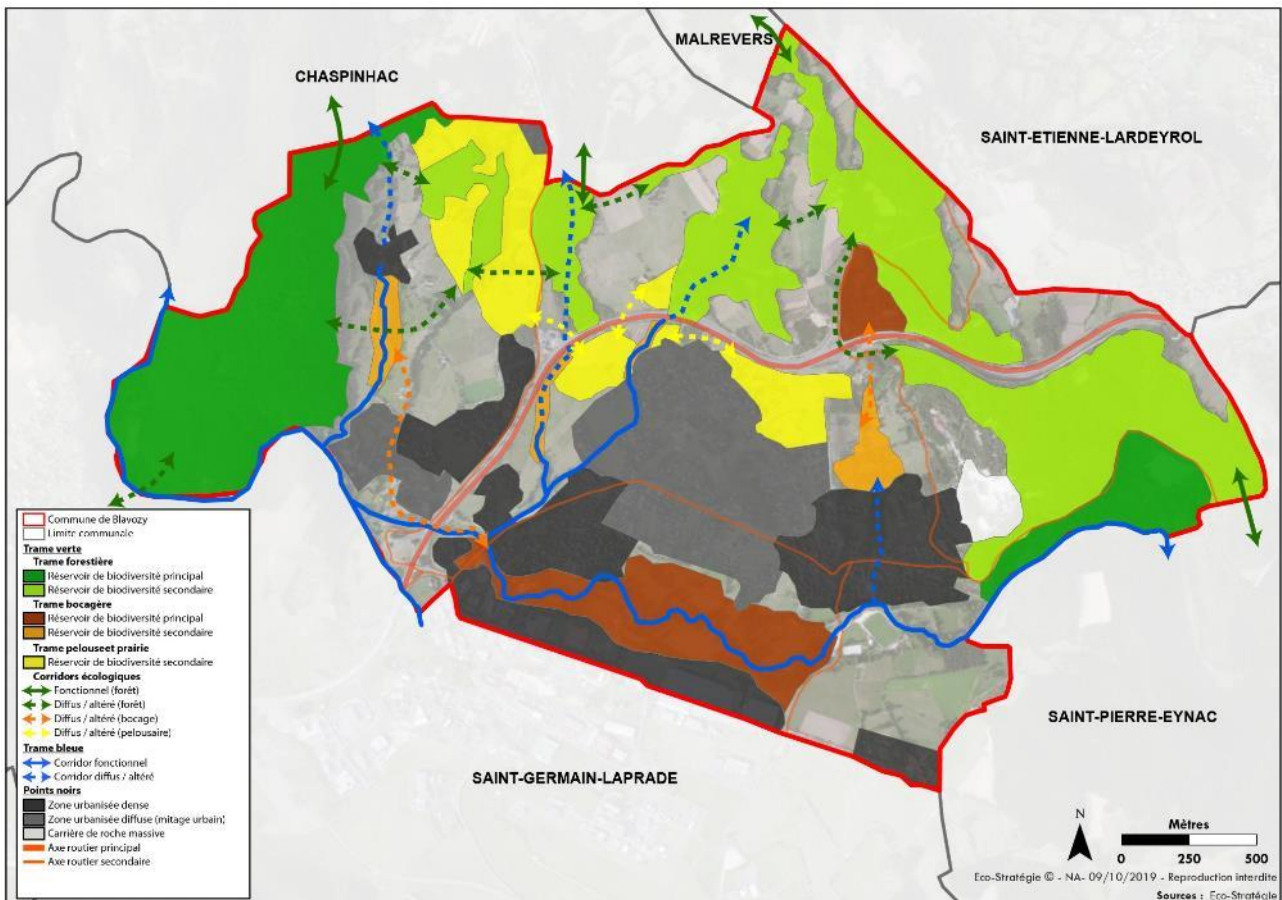 MALREVERS
CHASPINHAC
SAINT-ETIENNE-LARDEYROL
Commune de Blavozy
Limite communale
Trame verte
Trame forestière
Réservoir de biodiversité principal
Réservoir de biodiversité secondaire
Trame bocagère
Réservoir de biodiversité principal
Réservoir de biodiversité secondaire
Trame pelouseet prairie
Réservoir de biodiversité secondaire
Corridors écologiques
Fonctionnel (forêt)
Diffus / altéré (forêt)
Diffus / altéré (bocage)
Diffus / altéré (pelousaire)
Trame bleue
Corridor fonctionnel
Corridor diffus / altéré
Points noirs
Zone urbanisée dense
Zone urbanisée diffuse (mitage urbain)
Carrière de roche massive
Axe routier principal
Axe routier secondaire
SAINT-PIERRE-EYNAC
SAINT-GERMAIN-LAPRADE
N
Mètres
0 250 500
Eco-Stratégie © - NA- 09/10/2019 - Reproduction interdite
Sources : Eco-Stratégie